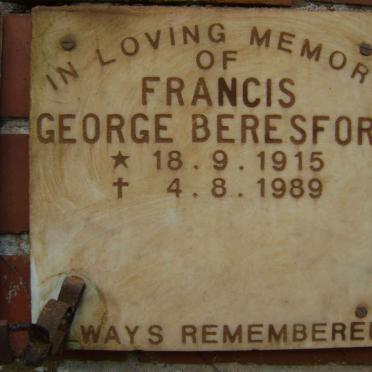 IN LOVING MEMOR
OF
FRANCIS
GEORGE BERESFOR
★ 18.9.1915
✝ 4.8.1989
WAYS REMEMBERE